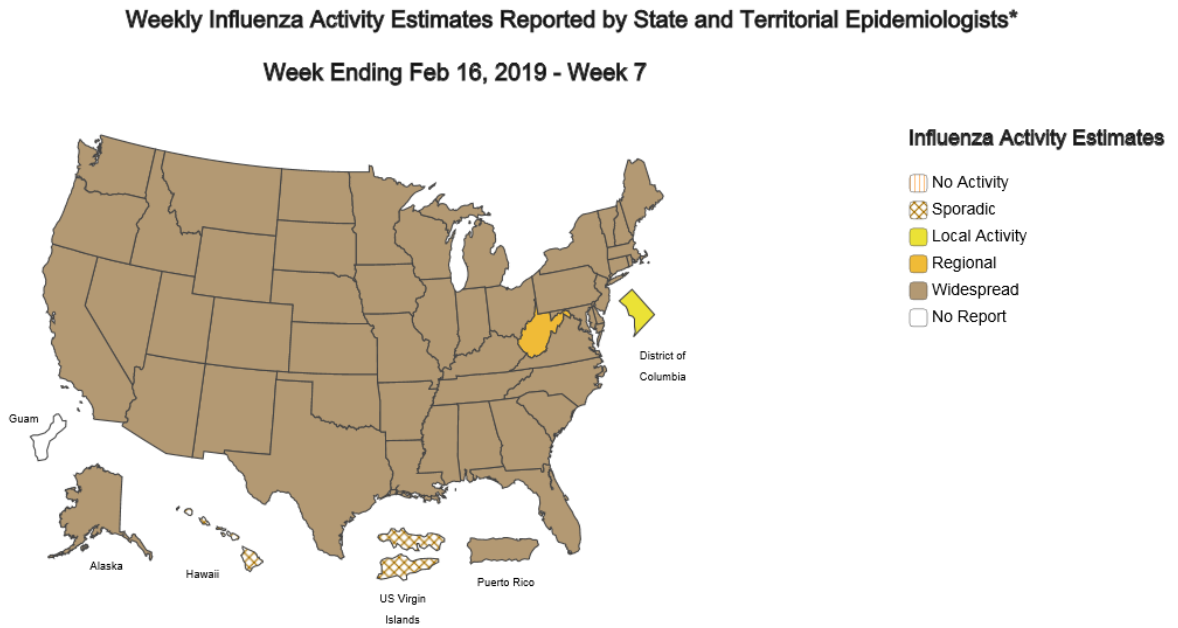 Weekly Influenza Activity Estimates Reported by State and Territorial Epidemiologists*
Week Ending Feb 16, 2019 - Week 7
Influenza Activity Estimates
No Activity
Sporadic
Local Activity
Regional
Widespread
No Report
District of
Columbia
Guam
Alaska
Hawaii
US Virgin
Islands
Puerto Rico